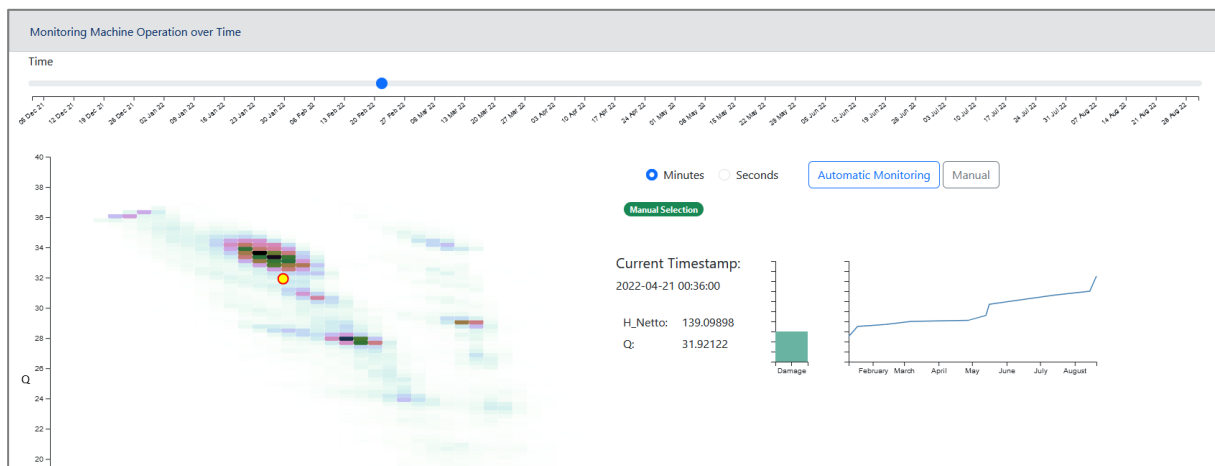 Monitoring Machine Operation over Time
Time
05 Dec 21 12 Dec 21 19 Dec 21 26 Dec 21 02 Jan 22 09 Jan 22 16 Jan 22 23 Jan 22 30 Jan 22 06 Feb 22 13 Feb 22 20 Feb 22 27 Feb 22 06 Mar 22 13 Mar 22 20 Mar 22 27 Mar 22 03 Apr 22 10 Apr 22 17 Apr 22 24 Apr 22 01 May 22 08 May 22 15 May 22 22 May 22 29 May 22 05 Jun 22 12 Jun 22 19 Jun 22 26 Jun 22 03 Jul 22 10 Jul 22 17 Jul 22 24 Jul 22 31 Jul 22 07 Aug 22 14 Aug 22 21 Aug 22 28 Aug 22
40
38
36
34
32
30
28
26
24
22
20
Q
Minutes Seconds Automatic Monitoring Manual
Manual Selection
Current Timestamp:
2022-04-21 00:36:00
H_Netto: 139.09898
Q: 31.92122
Damage
February March April May June July August